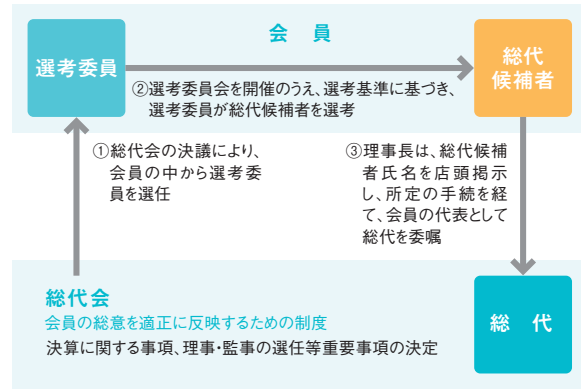 会 員
選考委員
総代
候補者
②選考委員会を開催のうえ、選考基準に基づき、
選考委員が総代候補者を選考
①総代会の決議により、
会員の中から選考委
員を選任
③理事長は、総代候補
者氏名を店頭掲示
し、所定の手続を経
て、会員の代表として
総代を委嘱
総代会
会員の総意を適正に反映するための制度
決算に関する事項、理事・監事の選任等重要事項の決定
総 代